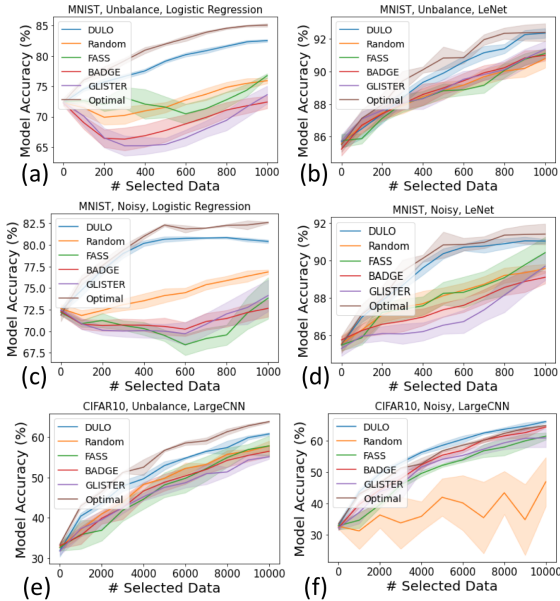 MNIST, Unbalance, Logistic Regression
Model Accuracy (%)
85
80
75
70
65
DULO
Random
FASS
BADGE
GLISTER
Optimal
0 200 400 600 800 1000
# Selected Data
(a)
MNIST, Unbalance, LeNet
Model Accuracy (%)
92
90
88
86
DULO
Random
FASS
BADGE
GLISTER
Optimal
0 200 400 600 800 1000
# Selected Data
(b)
MNIST, Noisy, Logistic Regression
Model Accuracy (%)
82.5
80.0
77.5
75.0
72.5
70.0
67.5
DULO
Random
FASS
BADGE
GLISTER
Optimal
0 200 400 600 800 1000
# Selected Data
(c)
MNIST, Noisy, LeNet
Model Accuracy (%)
92
90
88
86
DULO
Random
FASS
BADGE
GLISTER
Optimal
0 200 400 600 800 1000
# Selected Data
(d)
CIFAR10, Unbalance, LargeCNN
Model Accuracy (%)
60
50
40
30
DULO
Random
FASS
BADGE
GLISTER
Optimal
0 2000 4000 6000 8000 10000
# Selected Data
(e)
CIFAR10, Noisy, LargeCNN
Model Accuracy (%)
60
50
40
30
DULO
Random
FASS
BADGE
GLISTER
Optimal
0 2000 4000 6000 8000 10000
# Selected Data
(f)